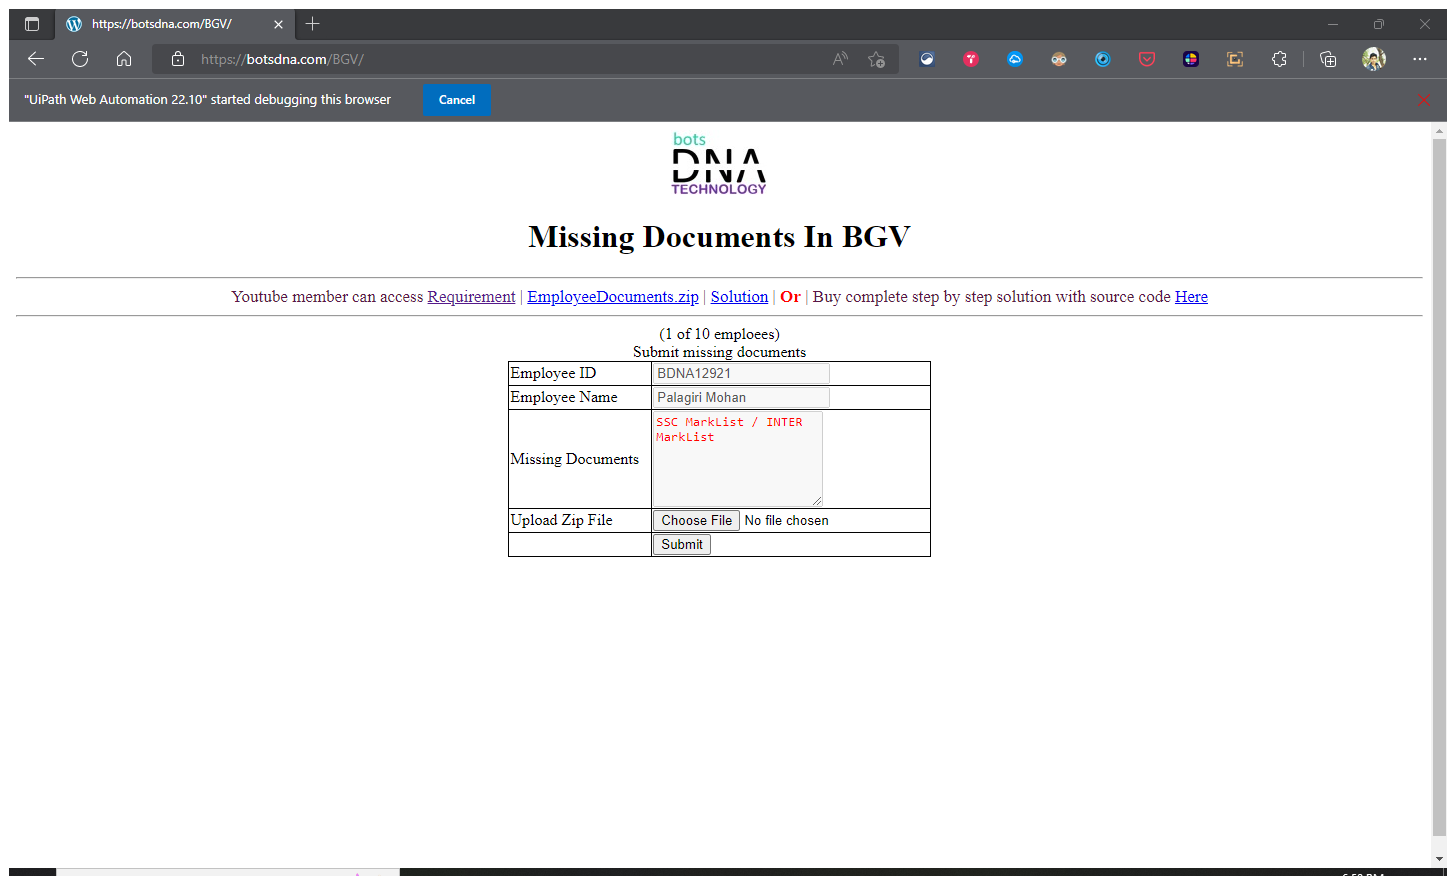 https://botsdna.com/BGV/
https://botsdna.com/BGV/
"UiPath Web Automation 22.10" started debugging this browser Cancel
bots
DNA
TECHNOLOGY
Missing Documents In BGV
Youtube member can access Requirement | EmployeeDocuments.zip | Solution | Or | Buy complete step by step solution with source code Here
(1 of 10 emploees)
Submit missing documents
Employee ID BDNA12921
Employee Name Palagiri Mohan
Missing Documents SSC MarkList / INTER
MarkList
Upload Zip File Choose File No file chosen
Submit